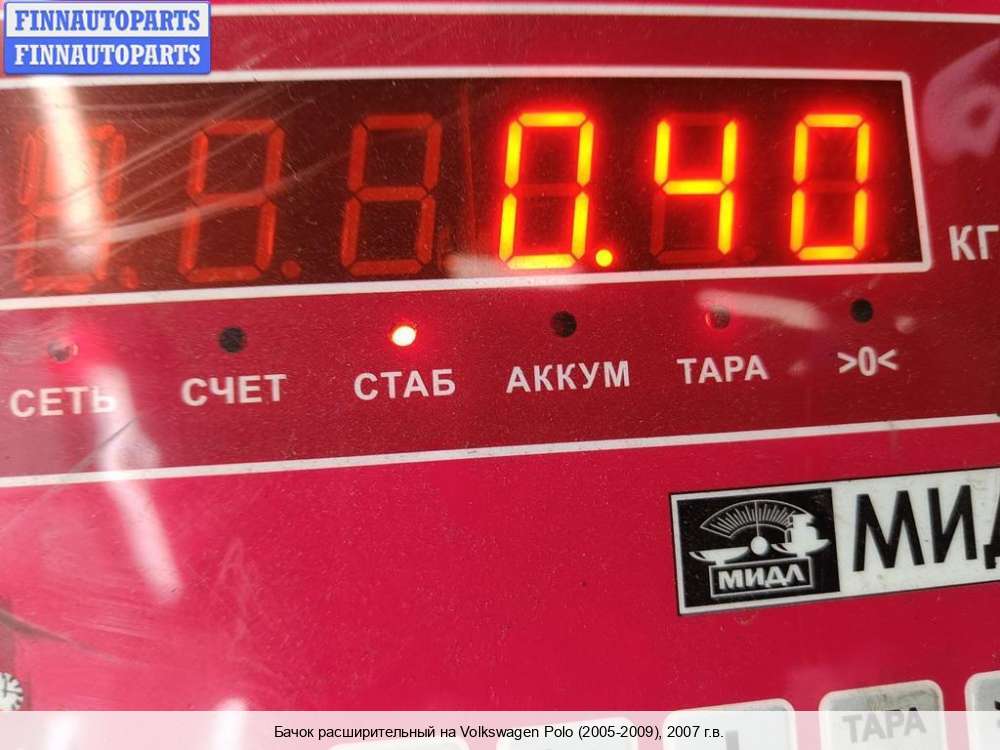 FINNAUTOPARTS
FINNAUTOPARTS
0.40
КГ
СЕТЬ СЧЕТ СТАБ АККУМ ТАРА >0<
МИДЛ
ТАРА
Бачок расширительный на Volkswagen Polo (2005-2009), 2007 г.в.